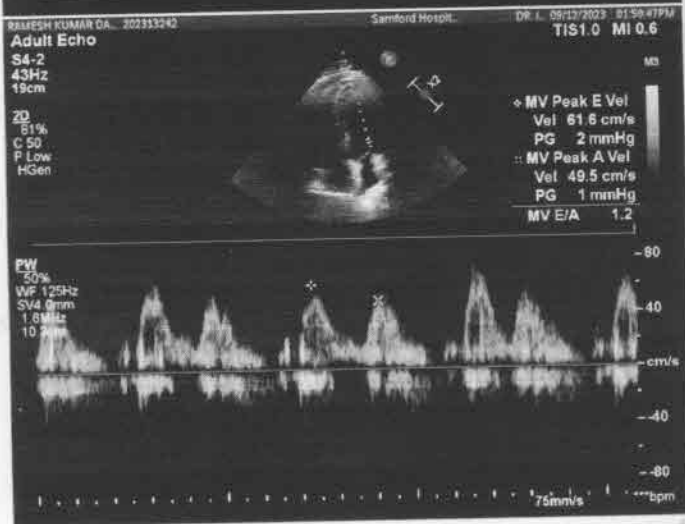 RAMESH KUMAR DA... 202313242 Samford Hospit.. DR. I.. 09/12/2023 01:59:47PM
Adult Echo TIS1.0 MI 0.6
S4-2
43Hz
19cm
M3
2D
61%
C 50
P Low
HGen
MV Peak E Vel
Vel 61.6 cm/s
PG 2 mmHg
MV Peak A Vel
Vel 49.5 cm/s
PG 1 mmHg
MV E/A 1.2
PW
50%
WF 125Hz
SV4.0mm
1.6MHz
-80
-40
-cm/s
--40
--80
75mm/s ***bpm